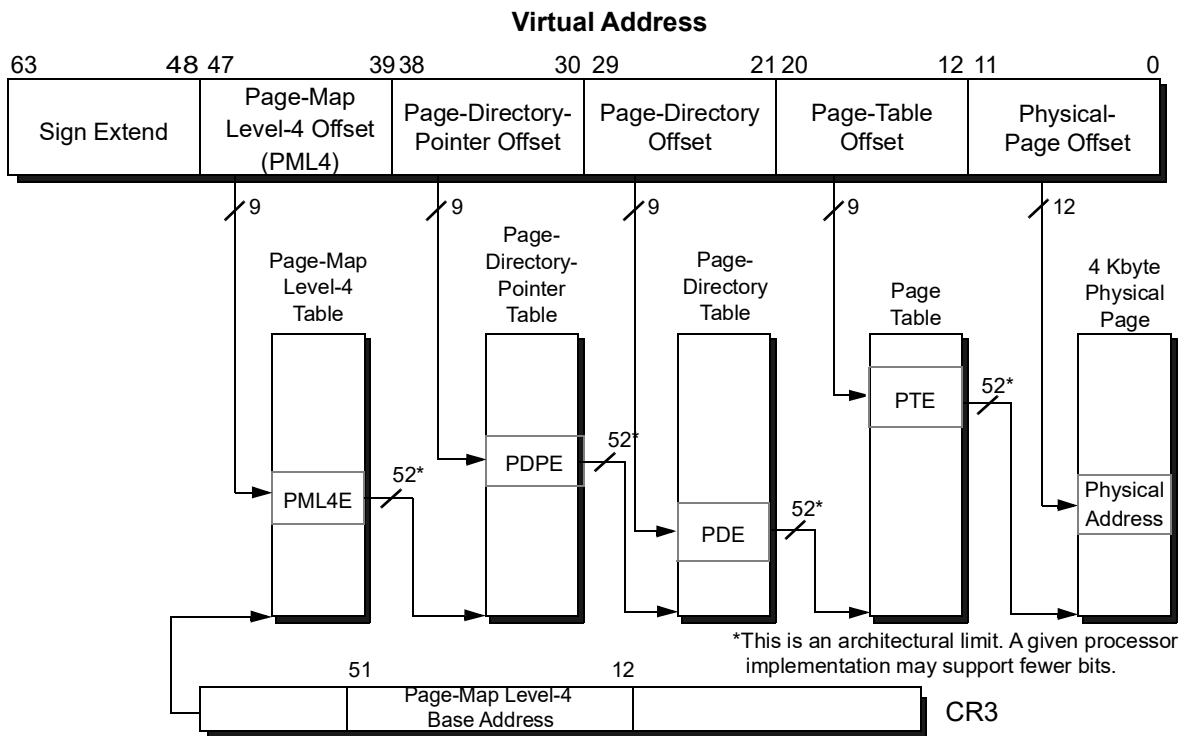 Virtual Address
63 48 47 39 38 30 29 21 20 12 11 0
Sign Extend
Page-Map
Level-4 Offset
(PML4)
Page-Directory-
Pointer Offset
Page-Directory
Offset
Page-Table
Offset
Physical-
Page Offset
9 9 9 9 12
Page-Map
Level-4
Table
Page-
Directory-
Pointer
Table
Page-
Directory
Table
Page
Table
4 Kbyte
Physical
Page
PML4E
52*
PDPE
52*
PDE
52*
PTE
52*
Physical
Address
*This is an architectural limit. A given processor
implementation may support fewer bits.
51 12
Page-Map Level-4
Base Address
CR3